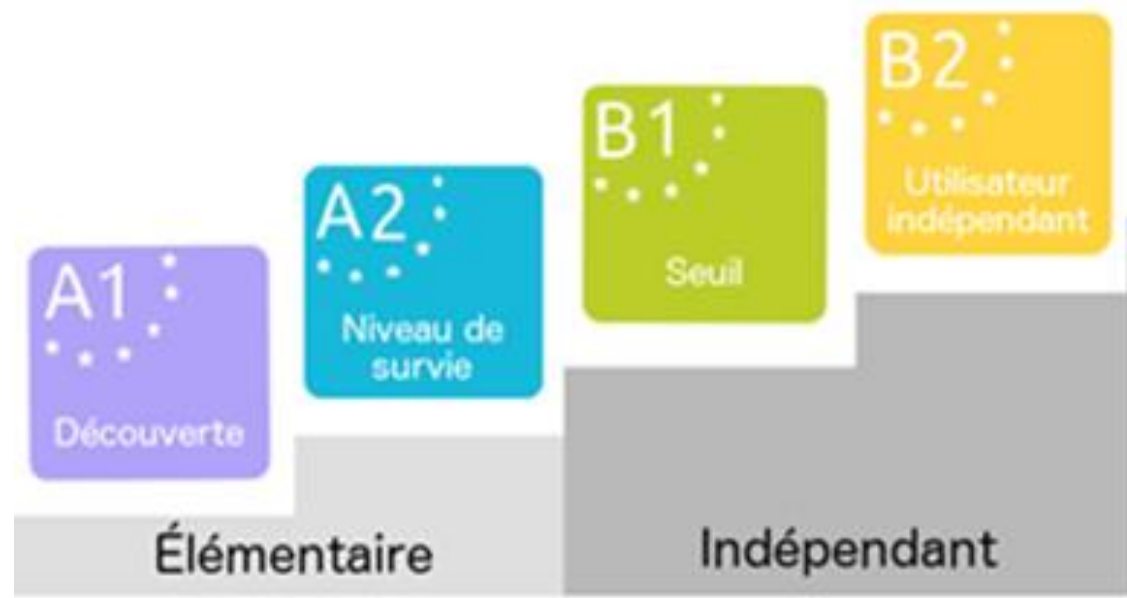 A1
Découverte
A2
Niveau de
survie
B1
Seuil
B2
Utilisateur
indépendant
Élémentaire
Indépendant